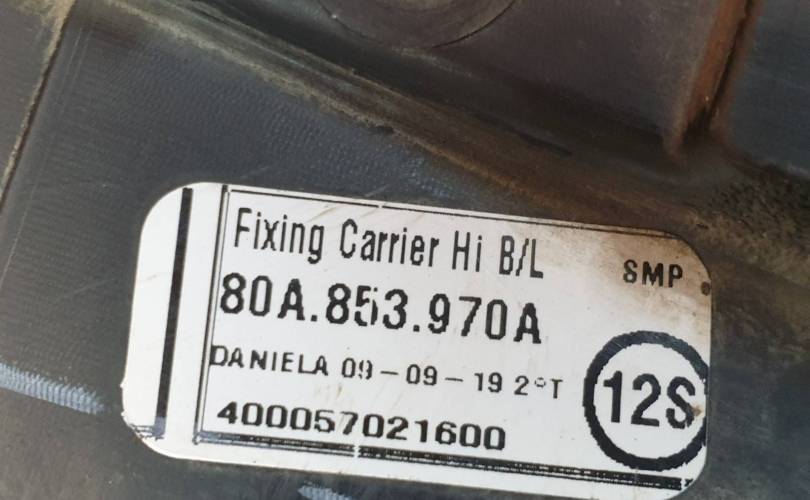 Fixing Carrier Hi B/L
SMP
80A.853.970A
DANIELA 09-09-19 2°T
12S
400057021600